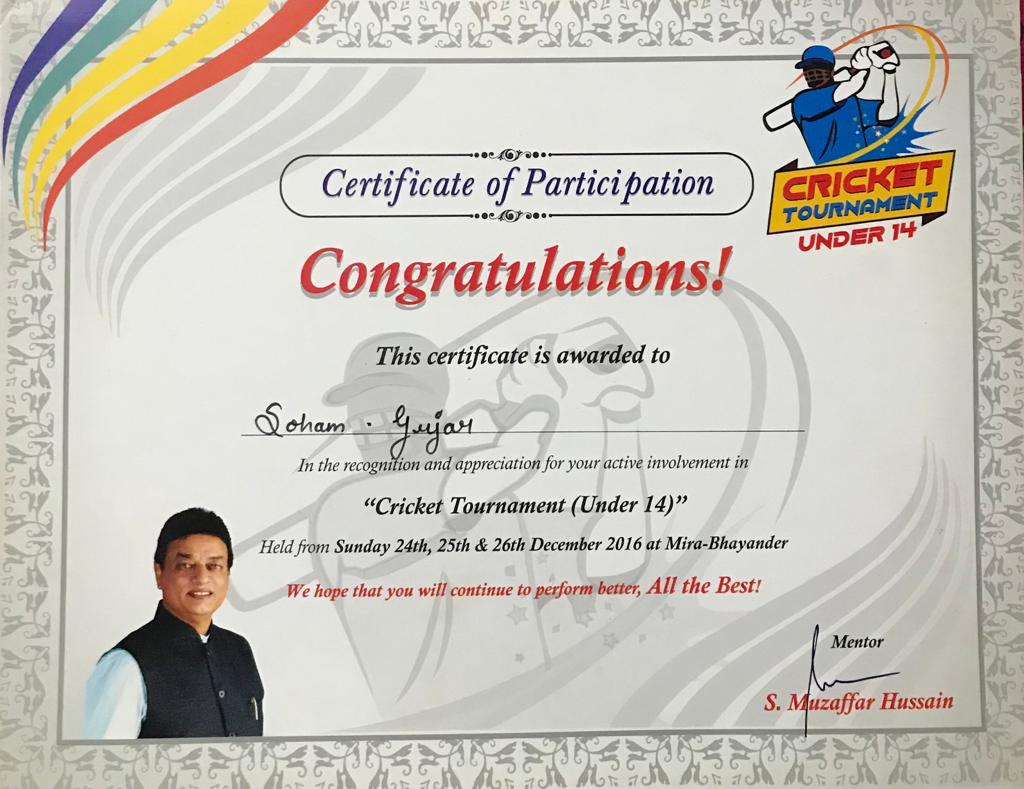 CRICKET
TOURNAMENT
UNDER 14
Certificate of Participation
Congratulations!
This certificate is awarded to
Soham . Gujar
In the recognition and appreciation for your active involvement in
“Cricket Tournament (Under 14)”
Held from Sunday 24th, 25th & 26th December 2016 at Mira-Bhayander
We hope that you will continue to perform better, All the Best!
Mentor
S. Muzaffar Hussain